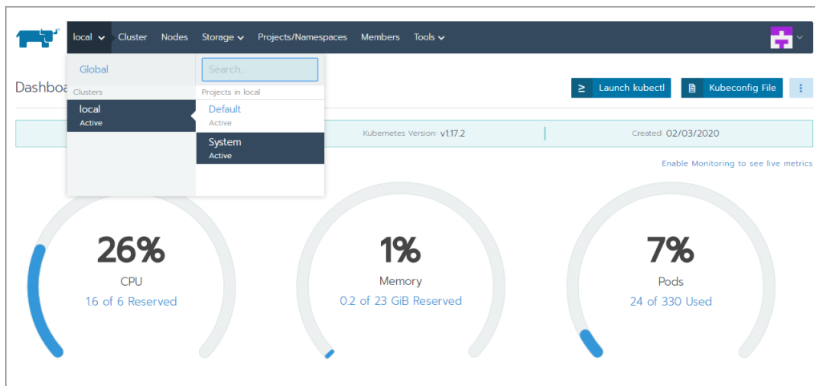 local Cluster Nodes Storage Projects/Namespaces Members Tools
Global
Search...
Dashboa
Launch kubectl
Kubeconfig File
Clusters
Projects in local
local
Active
Default
Active
System
Active
Kubernetes Version: v1.17.2
Created: 02/03/2020
Enable Monitoring to see live metrics
26%
CPU
1.6 of 6 Reserved
1%
Memory
0.2 of 23 GiB Reserved
7%
Pods
24 of 330 Used